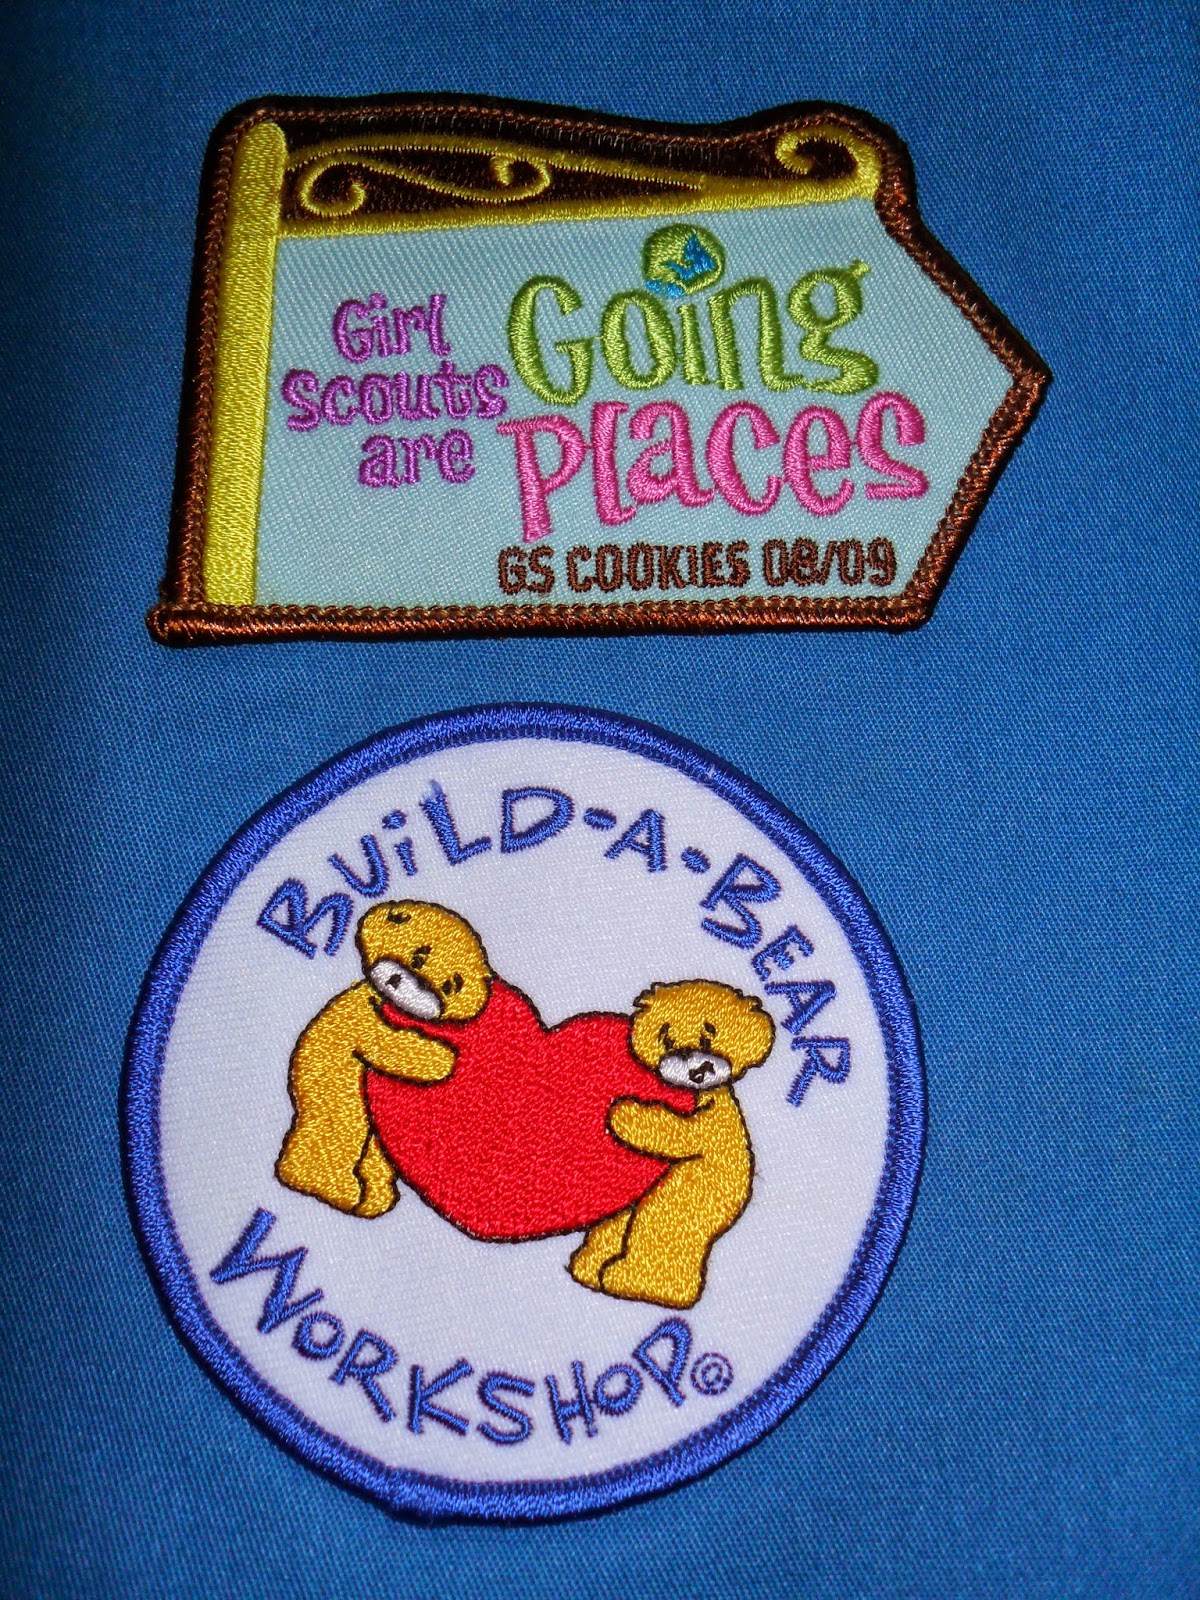 Girl
scouts
are
Going
Places
GS COOKIES 08/09
BUiLD-A-BEAR
WORKSHOP®